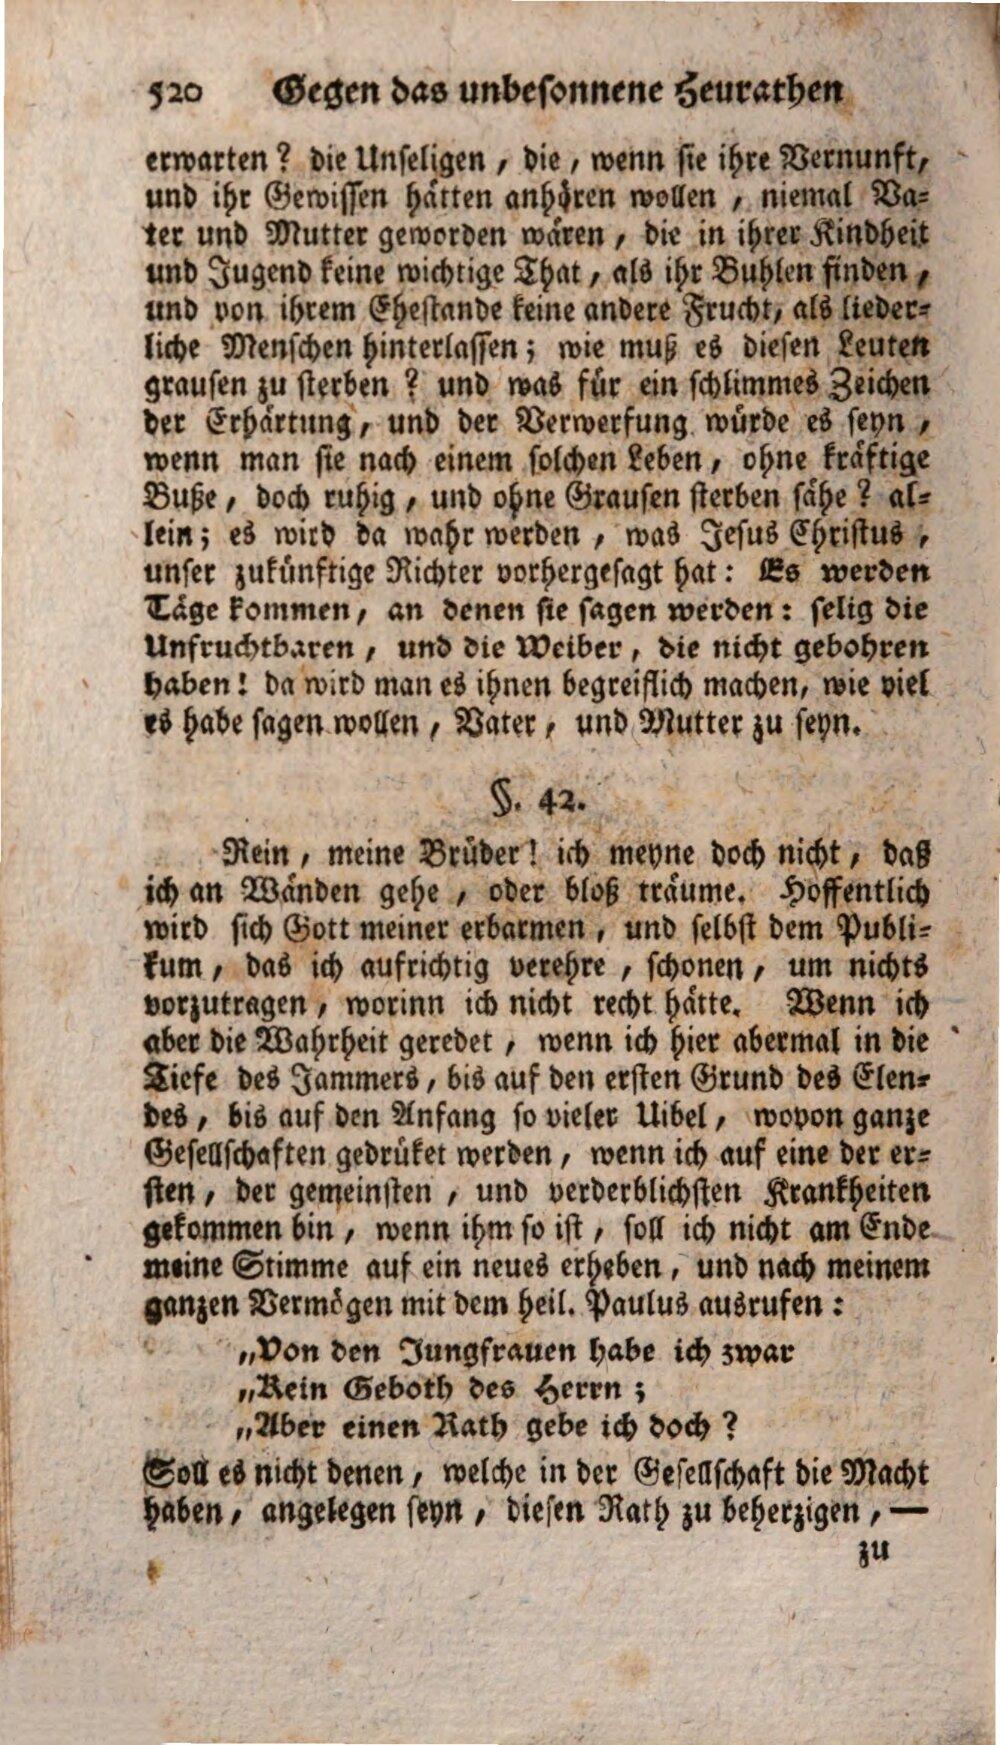 520 Gegen das unbesonnene Heurathen
erwarten? die Unseligen, die, wenn sie ihre Vernunft,
und ihr Gewissen hätten anhören wollen, niemal Va-
ter und Mutter geworden wären, die in ihrer Kindheit
und Jugend keine wichtige That, als ihr Buhlen finden,
und von ihrem Ehestande keine andere Frucht, als lieder-
liche Menschen hinterlassen; wie muß es diesen Leuten
grausen zu sterben? und was für ein schlimmes Zeichen
der Erhärtung, und der Verwerfung würde es seyn,
wenn man sie nach einem solchen Leben, ohne kräftige
Buße, doch ruhig, und ohne Grausen sterben sähe? al-
lein; es wird da wahr werden, was Jesus Christus,
unser zukünftige Richter vorhergesagt hat: Es werden
Täge kommen, an denen sie sagen werden: selig die
Unfruchtbaren, und die Weiber, die nicht gebohren
haben! da wird man es ihnen begreiflich machen, wie viel
es habe sagen wollen, Vater, und Mutter zu seyn.
§. 42.
Nein, meine Brüder! ich meyne doch nicht, daß
ich an Wänden gehe, oder bloß träume. Hoffentlich
wird sich Gott meiner erbarmen, und selbst dem Publi-
kum, das ich aufrichtig verehre, schonen, um nichts
vorzutragen, worinn ich nicht recht hätte. Wenn ich
aber die Wahrheit geredet, wenn ich hier abermal in die
Tiefe des Jammers, bis auf den ersten Grund des Elen-
des, bis auf den Anfang so vieler Uibel, wovon ganze
Gesellschaften gedrüket werden, wenn ich auf eine der er-
sten, der gemeinsten, und verderblichsten Krankheiten
gekommen bin, wenn ihm so ist, soll ich nicht am Ende
meine Stimme auf ein neues erheben, und nach meinem
ganzen Vermögen mit dem heil. Paulus ausrufen:
„Von den Jungfrauen habe ich zwar
„Kein Geboth des Herrn;
„Aber einen Rath gebe ich doch?
Soll es nicht denen, welche in der Gesellschaft die Macht
haben, angelegen seyn, diesen Rath zu beherzigen, —
zu